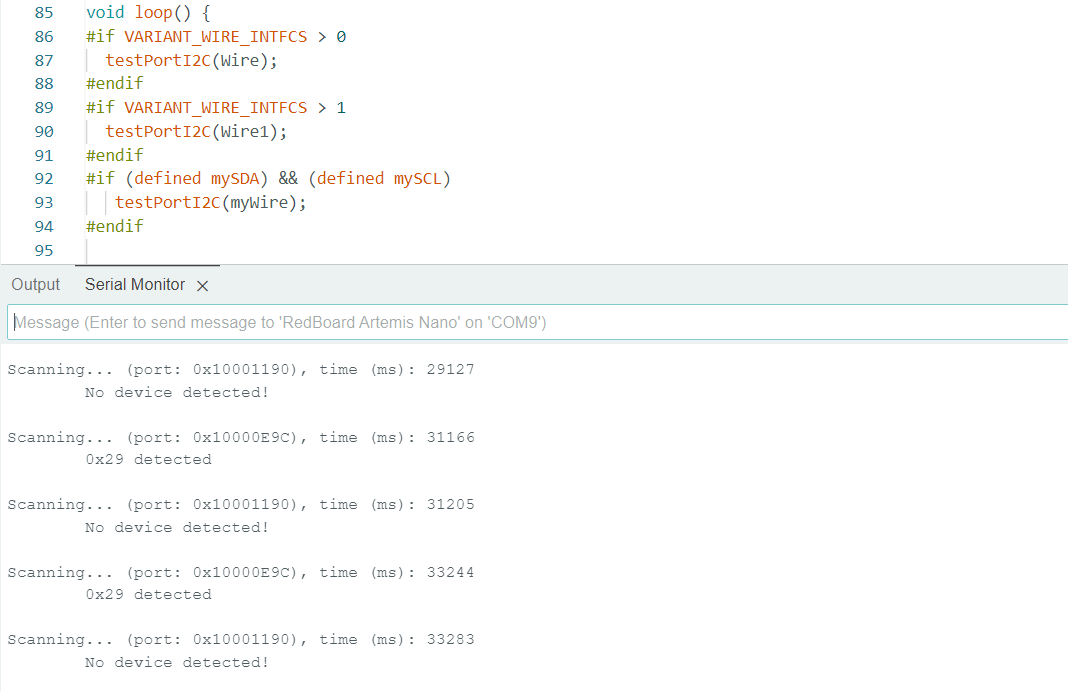 85 void loop() {
86 #if VARIANT_WIRE_INTFCS > 0
87 testPortI2C(Wire);
88 #endif
89 #if VARIANT_WIRE_INTFCS > 1
90 testPortI2C(Wire1);
91 #endif
92 #if (defined mySDA) && (defined mySCL)
93 testPortI2C(myWire);
94 #endif
95
Output Serial Monitor ×
Message (Enter to send message to 'RedBoard Artemis Nano' on 'COM9')
Scanning... (port: 0x10001190), time (ms): 29127
No device detected!
Scanning... (port: 0x10000E9C), time (ms): 31166
0x29 detected
Scanning... (port: 0x10001190), time (ms): 31205
No device detected!
Scanning... (port: 0x10000E9C), time (ms): 33244
0x29 detected
Scanning... (port: 0x10001190), time (ms): 33283
No device detected!